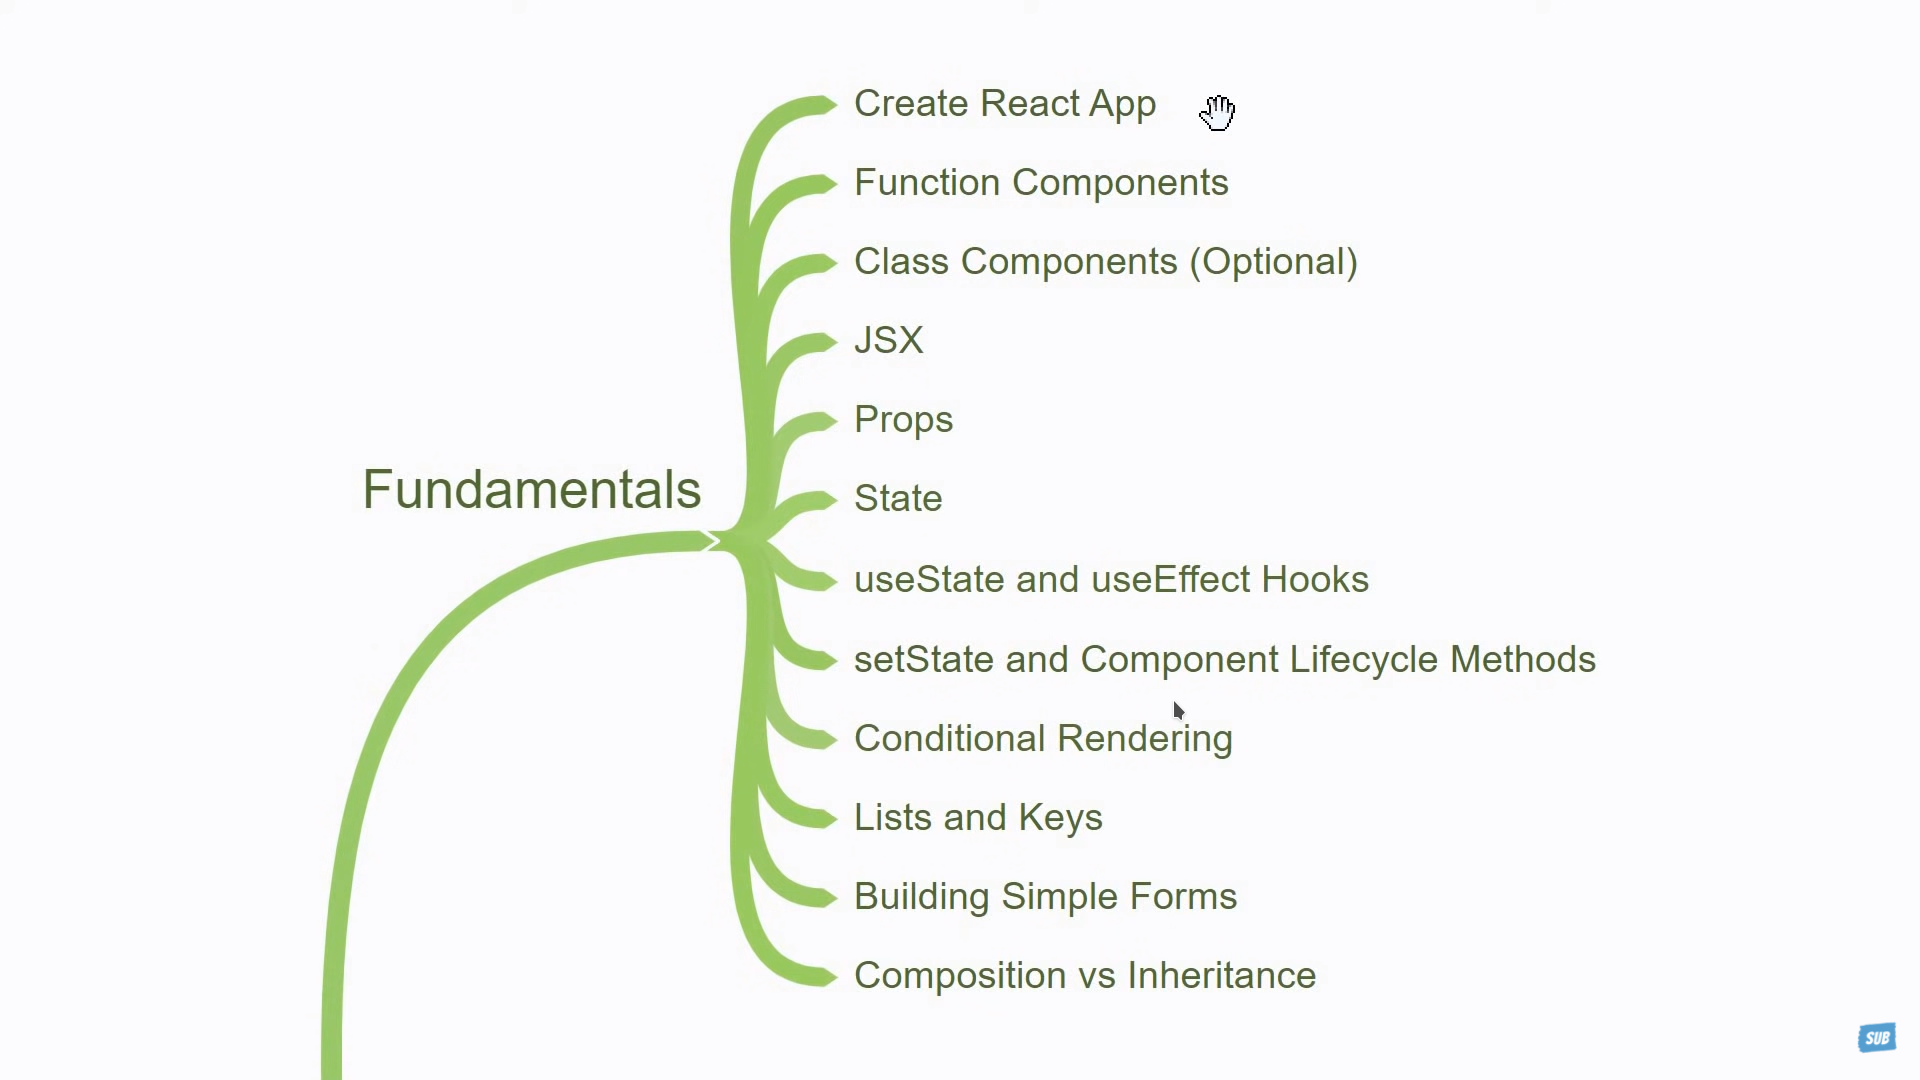 Create React App
Function Components
Class Components (Optional)
JSX
Props
Fundamentals
State
useState and useEffect Hooks
setState and Component Lifecycle Methods
Conditional Rendering
Lists and Keys
Building Simple Forms
Composition vs Inheritance
SUB